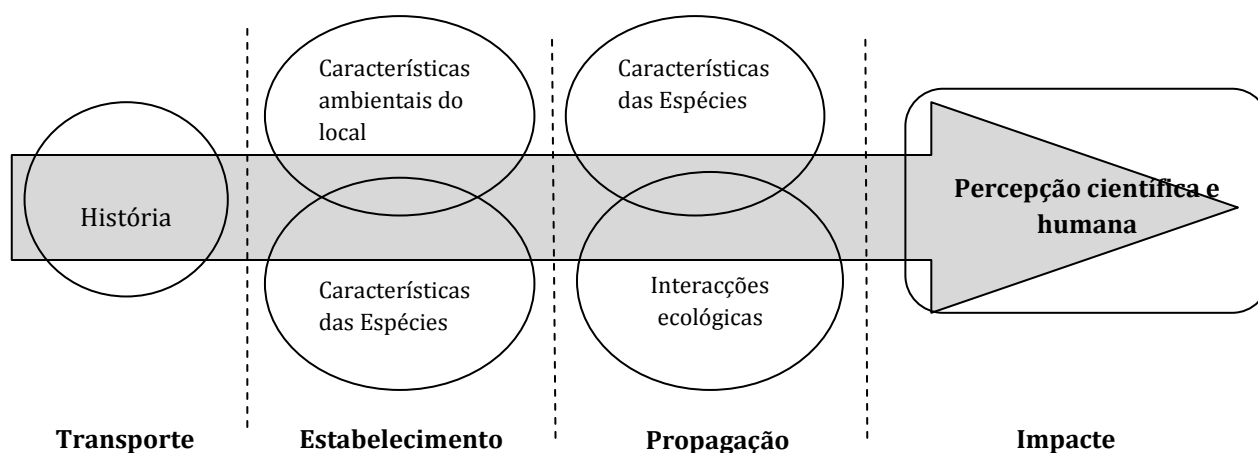 História
Características
ambientais do
local
Características
das Espécies
Características
das Espécies
Interacções
ecológicas
Percepção científica e
humana
Transporte
Estabelecimento
Propagação
Impacte